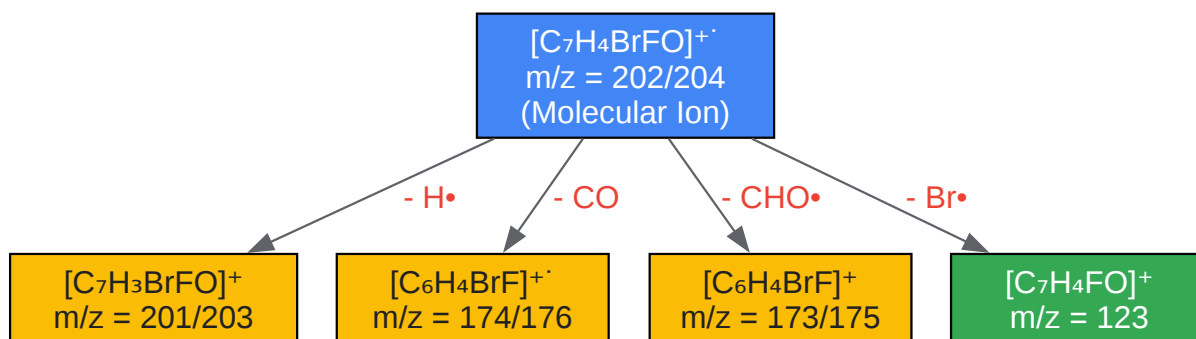 [C₇H₄BrFO]⁺˙
m/z = 202/204
(Molecular Ion)
- H•
- CO
- CHO•
- Br•
[C₇H₃BrFO]⁺
m/z = 201/203
[C₆H₄BrF]⁺˙
m/z = 174/176
[C₆H₄BrF]⁺
m/z = 173/175
[C₇H₄FO]⁺
m/z = 123